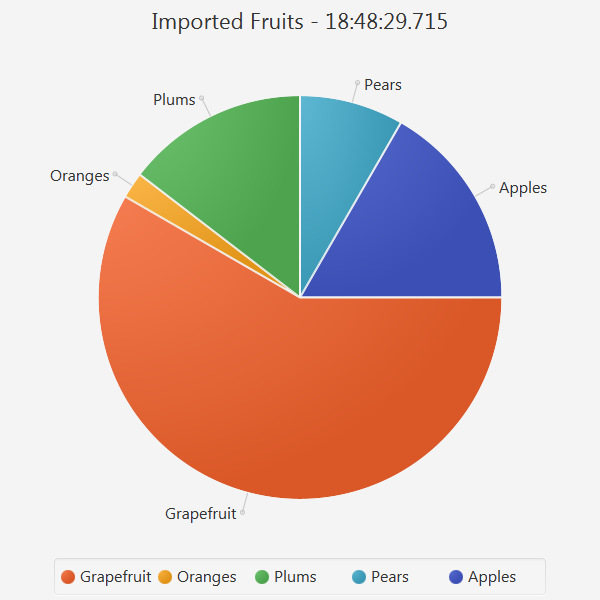 Imported Fruits - 18:48:29.715
Pears
Plums
Oranges
Apples
Grapefruit
Grapefruit Oranges Plums Pears Apples